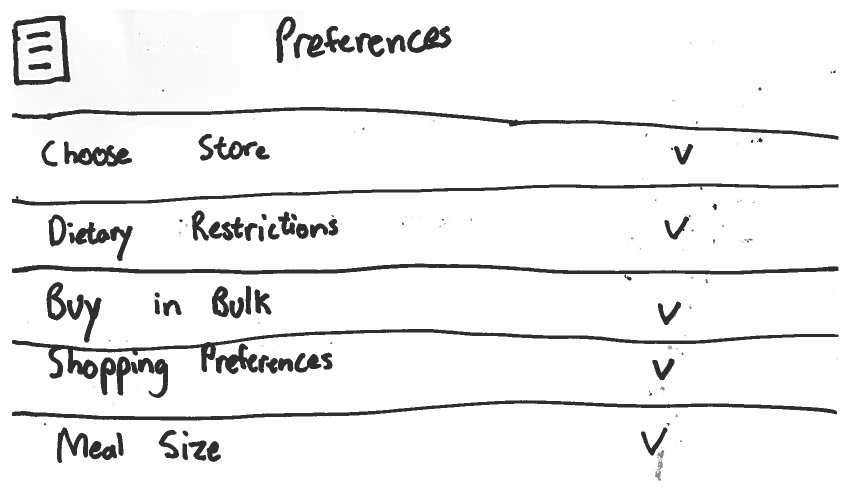 Preferences
Choose Store
Dietary Restrictions
Buy in Bulk
Shopping Preferences
Meal Size